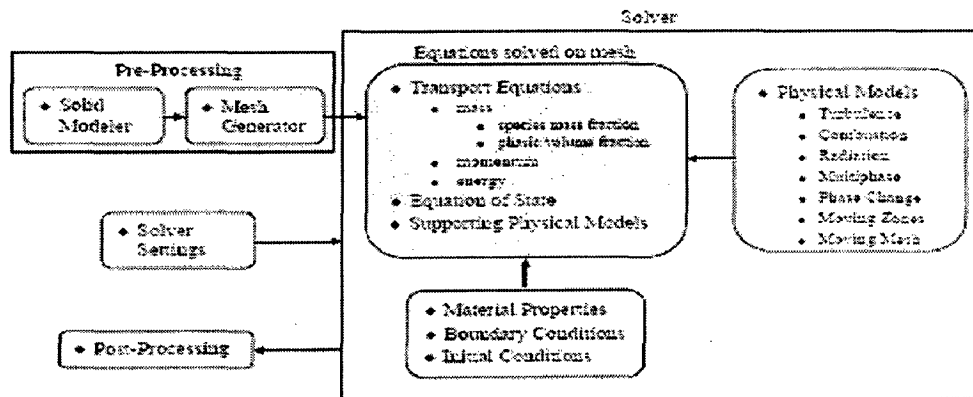 Solver
Equations solved on mesh
Pre-Processing
◆ Solid
Modeler
◆ Mesh
Generator
◆ Transport Equations
• mass
• species mass fraction
• phasic volume fraction
• momentum
• energy
◆ Equation of State
◆ Supporting Physical Models
◆ Physical Models
• Turbulence
• Combustion
• Radiation
• Multiphase
• Phase Change
• Moving Zones
• Moving Mesh
◆ Solver
Settings
◆ Material Properties
◆ Boundary Conditions
◆ Initial Conditions
◆ Post-Processing